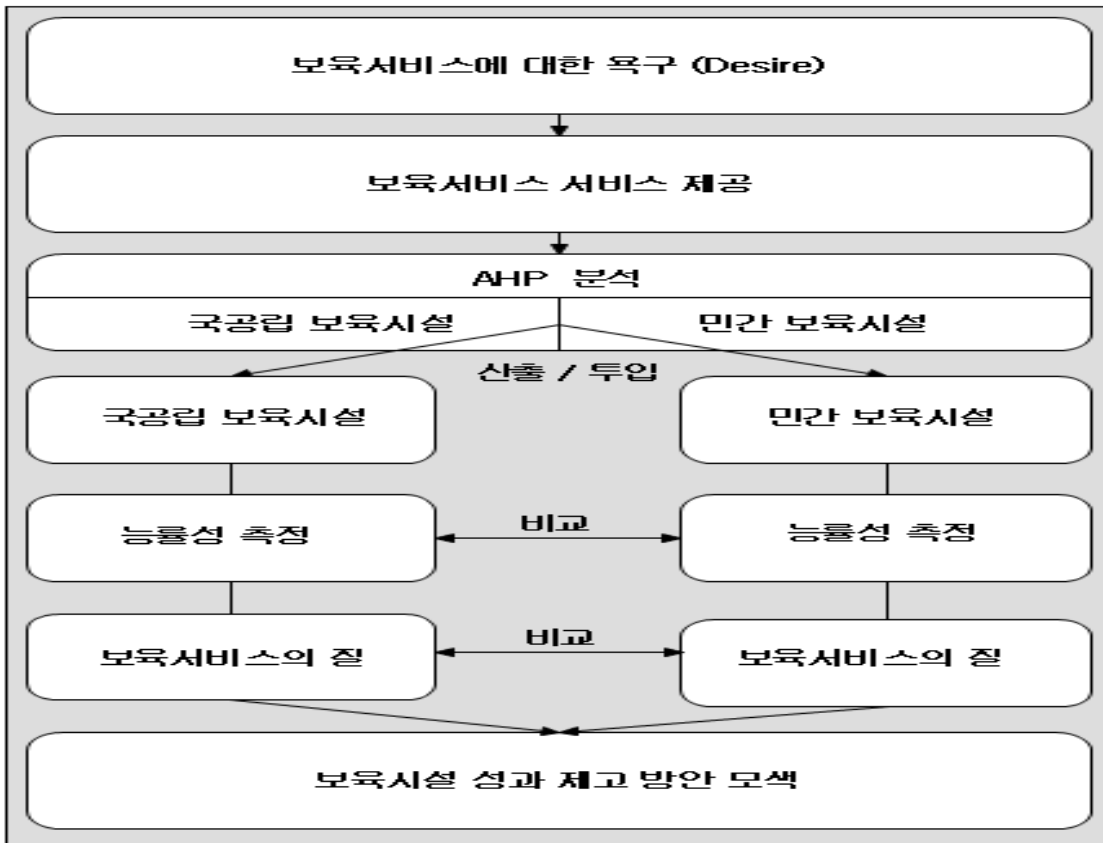 보육서비스에 대한 욕구 (Desire)
보육서비스 서비스 제공
AHP 분석
국공립 보육시설
민간 보육시설
산출 / 투입
국공립 보육시설
민간 보육시설
능률성 측정
비교
능률성 측정
보육서비스의 질
비교
보육서비스의 질
보육시설 성과 제고 방안 모색